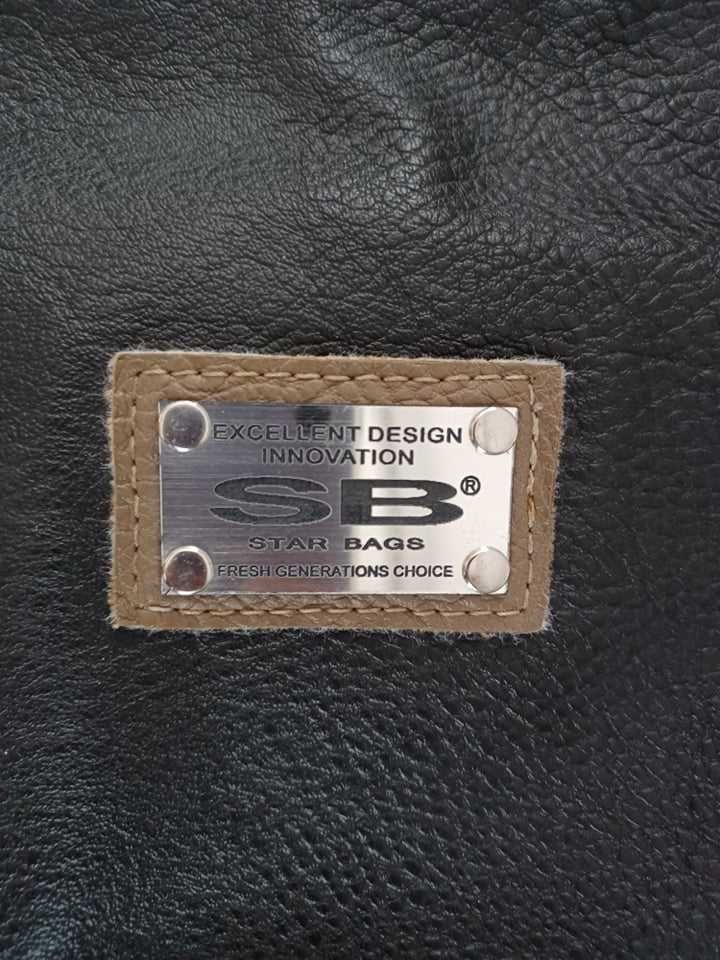 EXCELLENT DESIGN
INNOVATION
SB®
STAR BAGS
FRESH GENERATIONS CHOICE